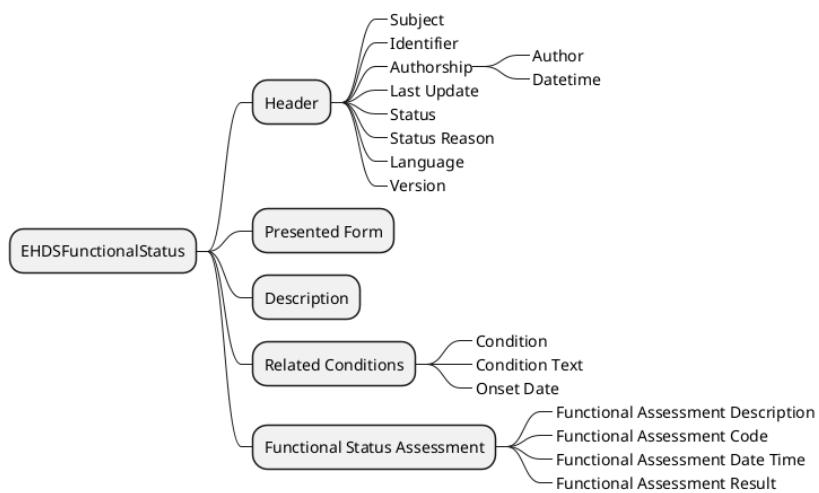 EHDSFunctionalStatus
Header
Subject
Identifier
Authorship
Author
Datetime
Last Update
Status
Status Reason
Language
Version
Presented Form
Description
Related Conditions
Condition
Condition Text
Onset Date
Functional Status Assessment
Functional Assessment Description
Functional Assessment Code
Functional Assessment Date Time
Functional Assessment Result